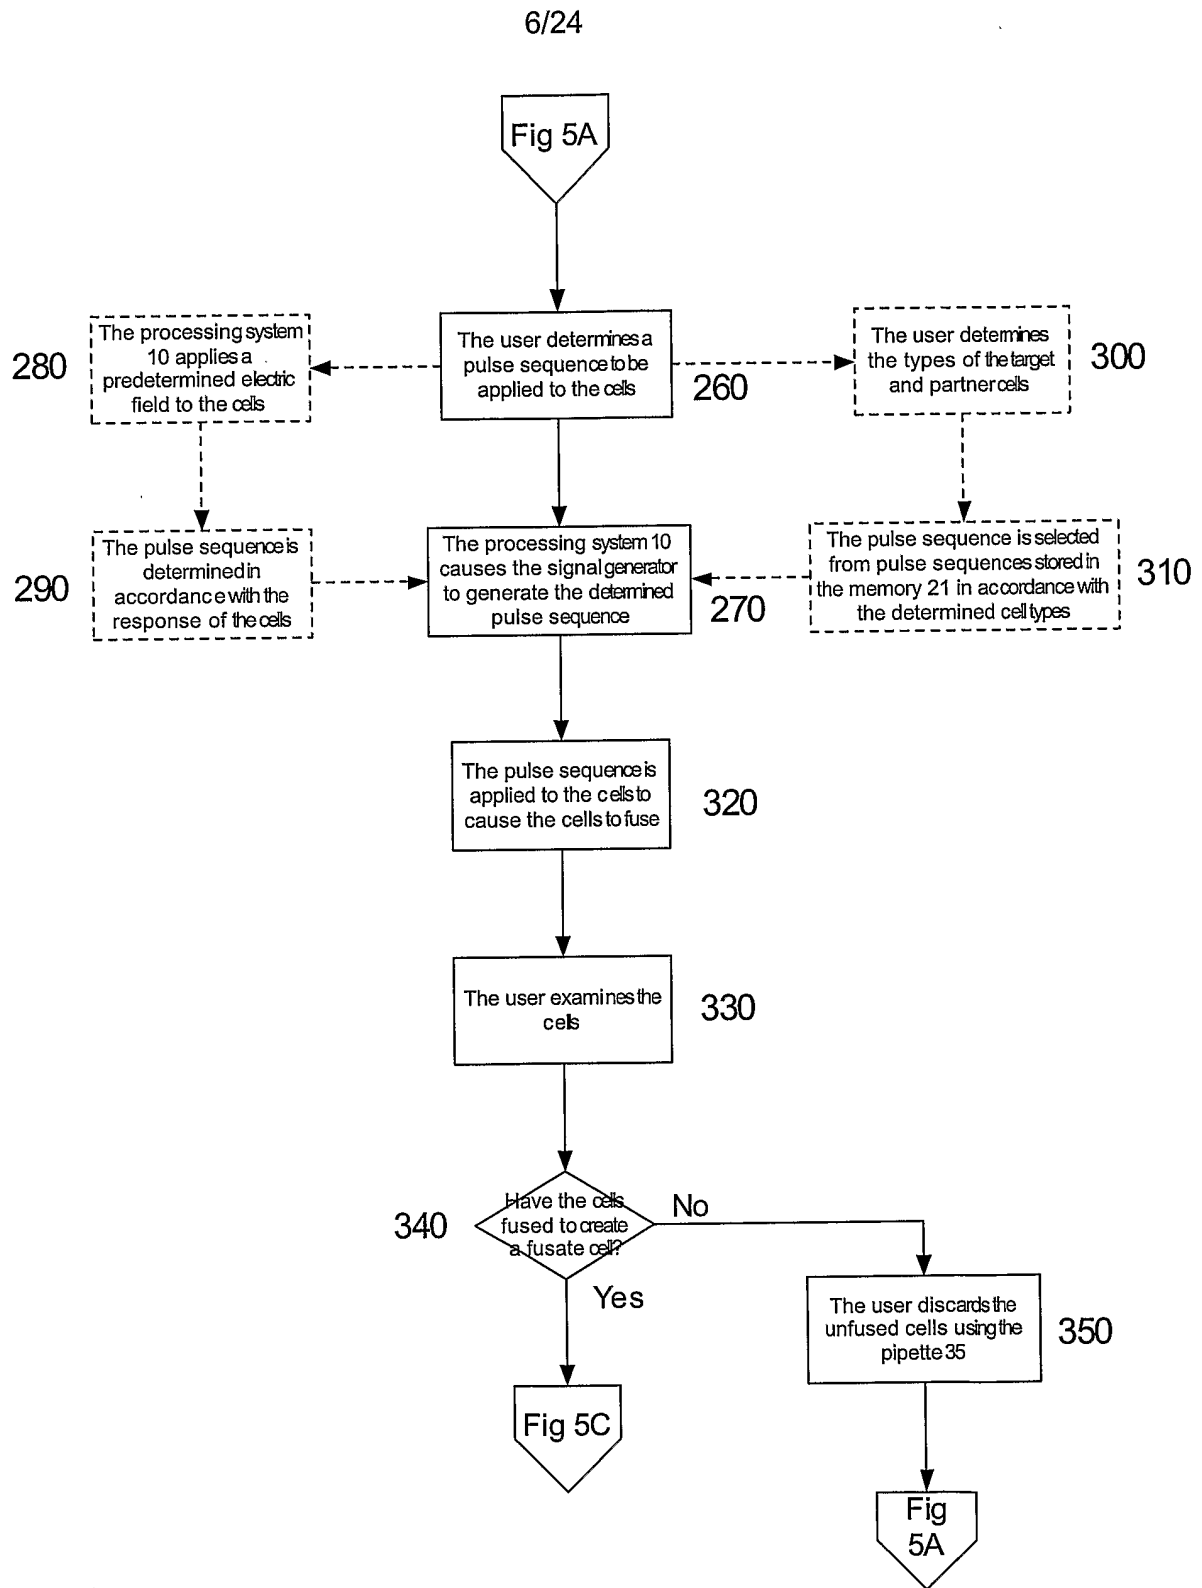 6/24
Fig 5A
The processing system
10 applies a
predetermined electric
field to the cells
280
The user determines a
pulse sequence to be
applied to the cells
260
The user determines
the types of the target
and partner cells
300
The pulse sequence is
determined in
accordance with the
response of the cells
290
The processing system 10
causes the signal generator
to generate the determined
pulse sequence
270
The pulse sequence is selected
from pulse sequences stored in
the memory 21 in accordance with
the determined cell types
310
The pulse sequence is
applied to the cells to
cause the cells to fuse
320
The user examines the
cells
330
Have the cells
fused to create
a fusate cell?
340
No
Yes
The user discards the
unfused cells using the
pipette 35
350
Fig 5C
Fig
5A